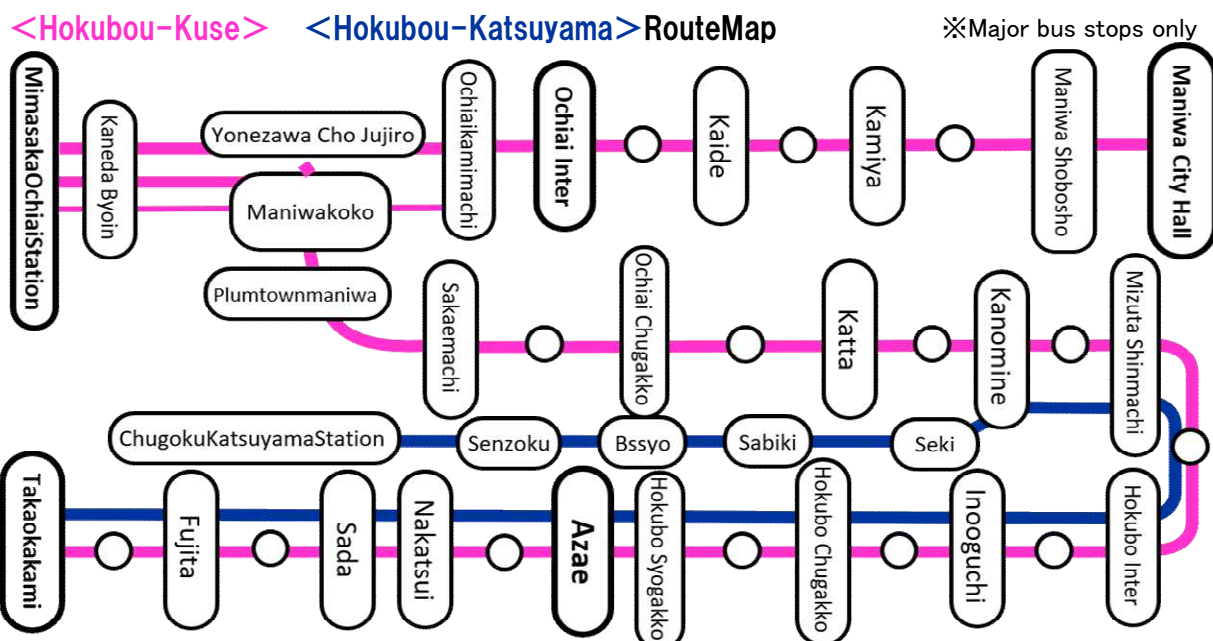 <Hokubou-Kuse> <Hokubou-Katsuyama>RouteMap
※Major bus stops only
MimasakaOchiaiStation
Kaneda Byoin
Yonezawa Cho Jujiro
Maniwakoko
Plumtownmaniwa
Ochiaikamimachi
Ochiai Inter
Kaide
Kamiya
Maniwa Shobosho
Maniwa City Hall
Sakaemachi
Ochiai Chugakko
Katta
Kanomine
Mizuta Shinmachi
ChugokuKatsuyamaStation
Senzoku
Bssyo
Sabiki
Seki
Takaokakami
Fujita
Sada
Nakatsui
Azae
Hokubo Syogakko
Hokubo Chugakko
Inooguchi
Hokubo Inter